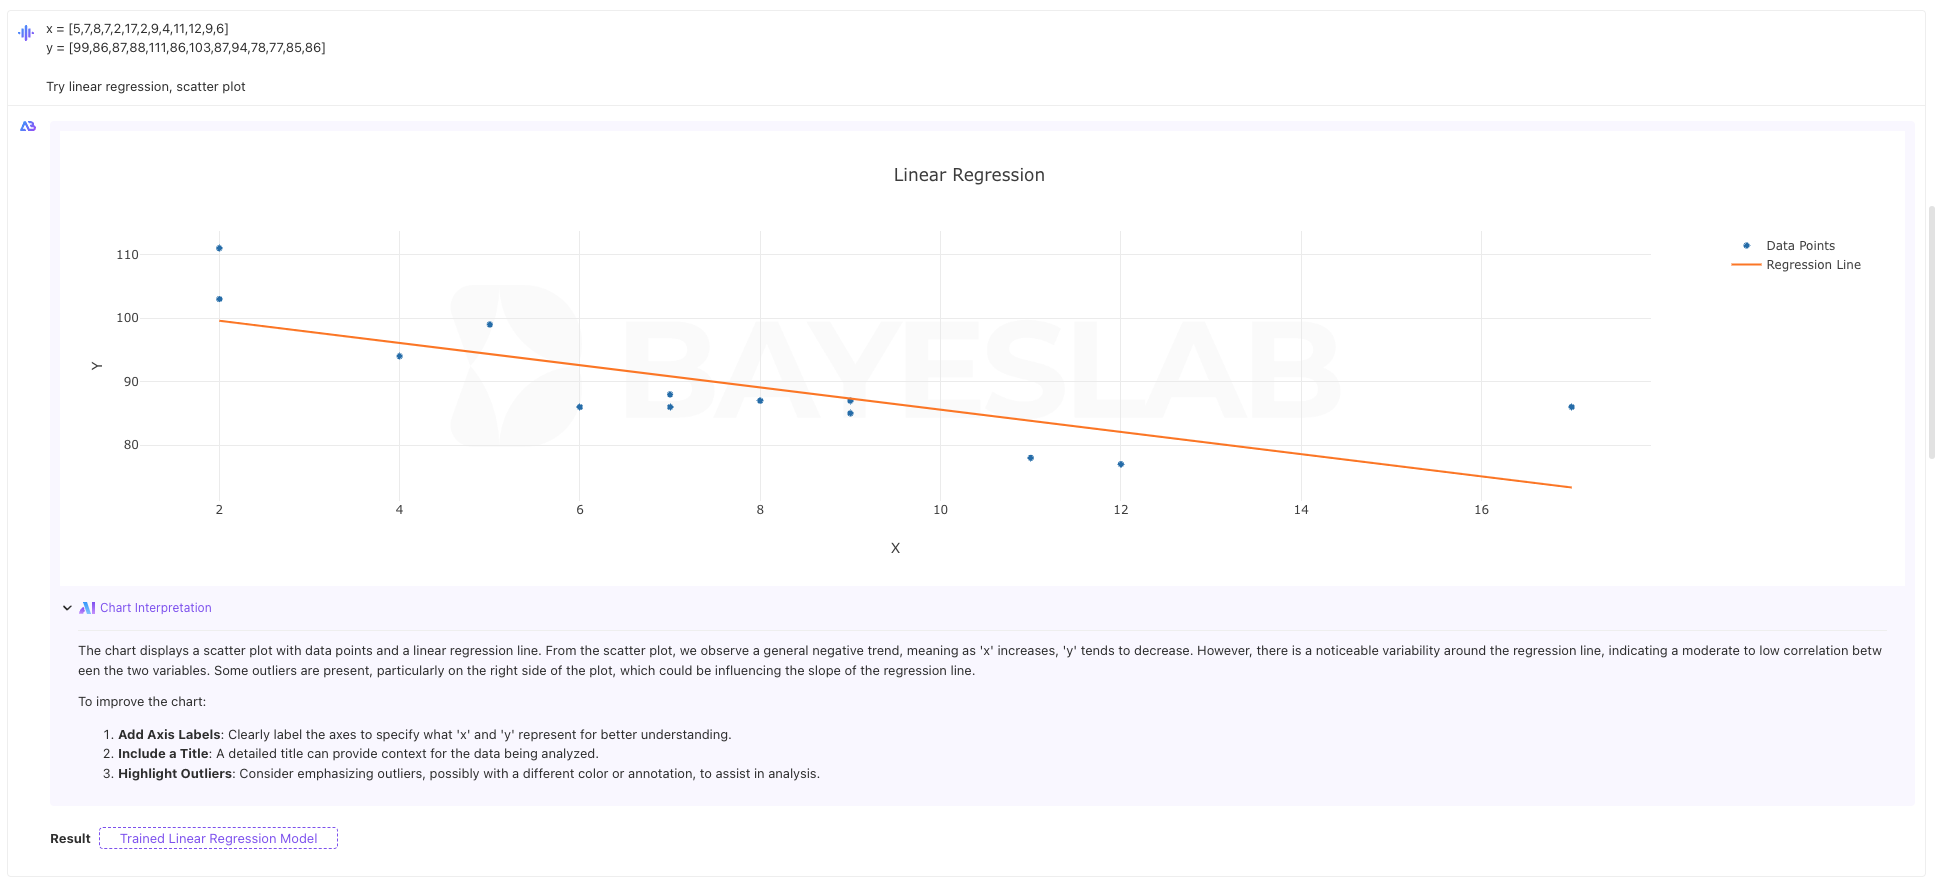 x = [5,7,8,7,2,17,2,9,4,11,12,9,6]
y = [99,86,87,88,111,86,103,87,94,78,77,85,86]
Try linear regression, scatter plot
Linear Regression
110
100
90
80
Y
2
4
6
8
10
12
14
16
X
Data Points
Regression Line
BAYESLAB
AI Chart Interpretation
The chart displays a scatter plot with data points and a linear regression line. From the scatter plot, we observe a general negative trend, meaning as 'x' increases, 'y' tends to decrease. However, there is a noticeable variability around the regression line, indicating a moderate to low correlation betw
een the two variables. Some outliers are present, particularly on the right side of the plot, which could be influencing the slope of the regression line.
To improve the chart:
1. Add Axis Labels: Clearly label the axes to specify what 'x' and 'y' represent for better understanding.
2. Include a Title: A detailed title can provide context for the data being analyzed.
3. Highlight Outliers: Consider emphasizing outliers, possibly with a different color or annotation, to assist in analysis.
Result Trained Linear Regression Model